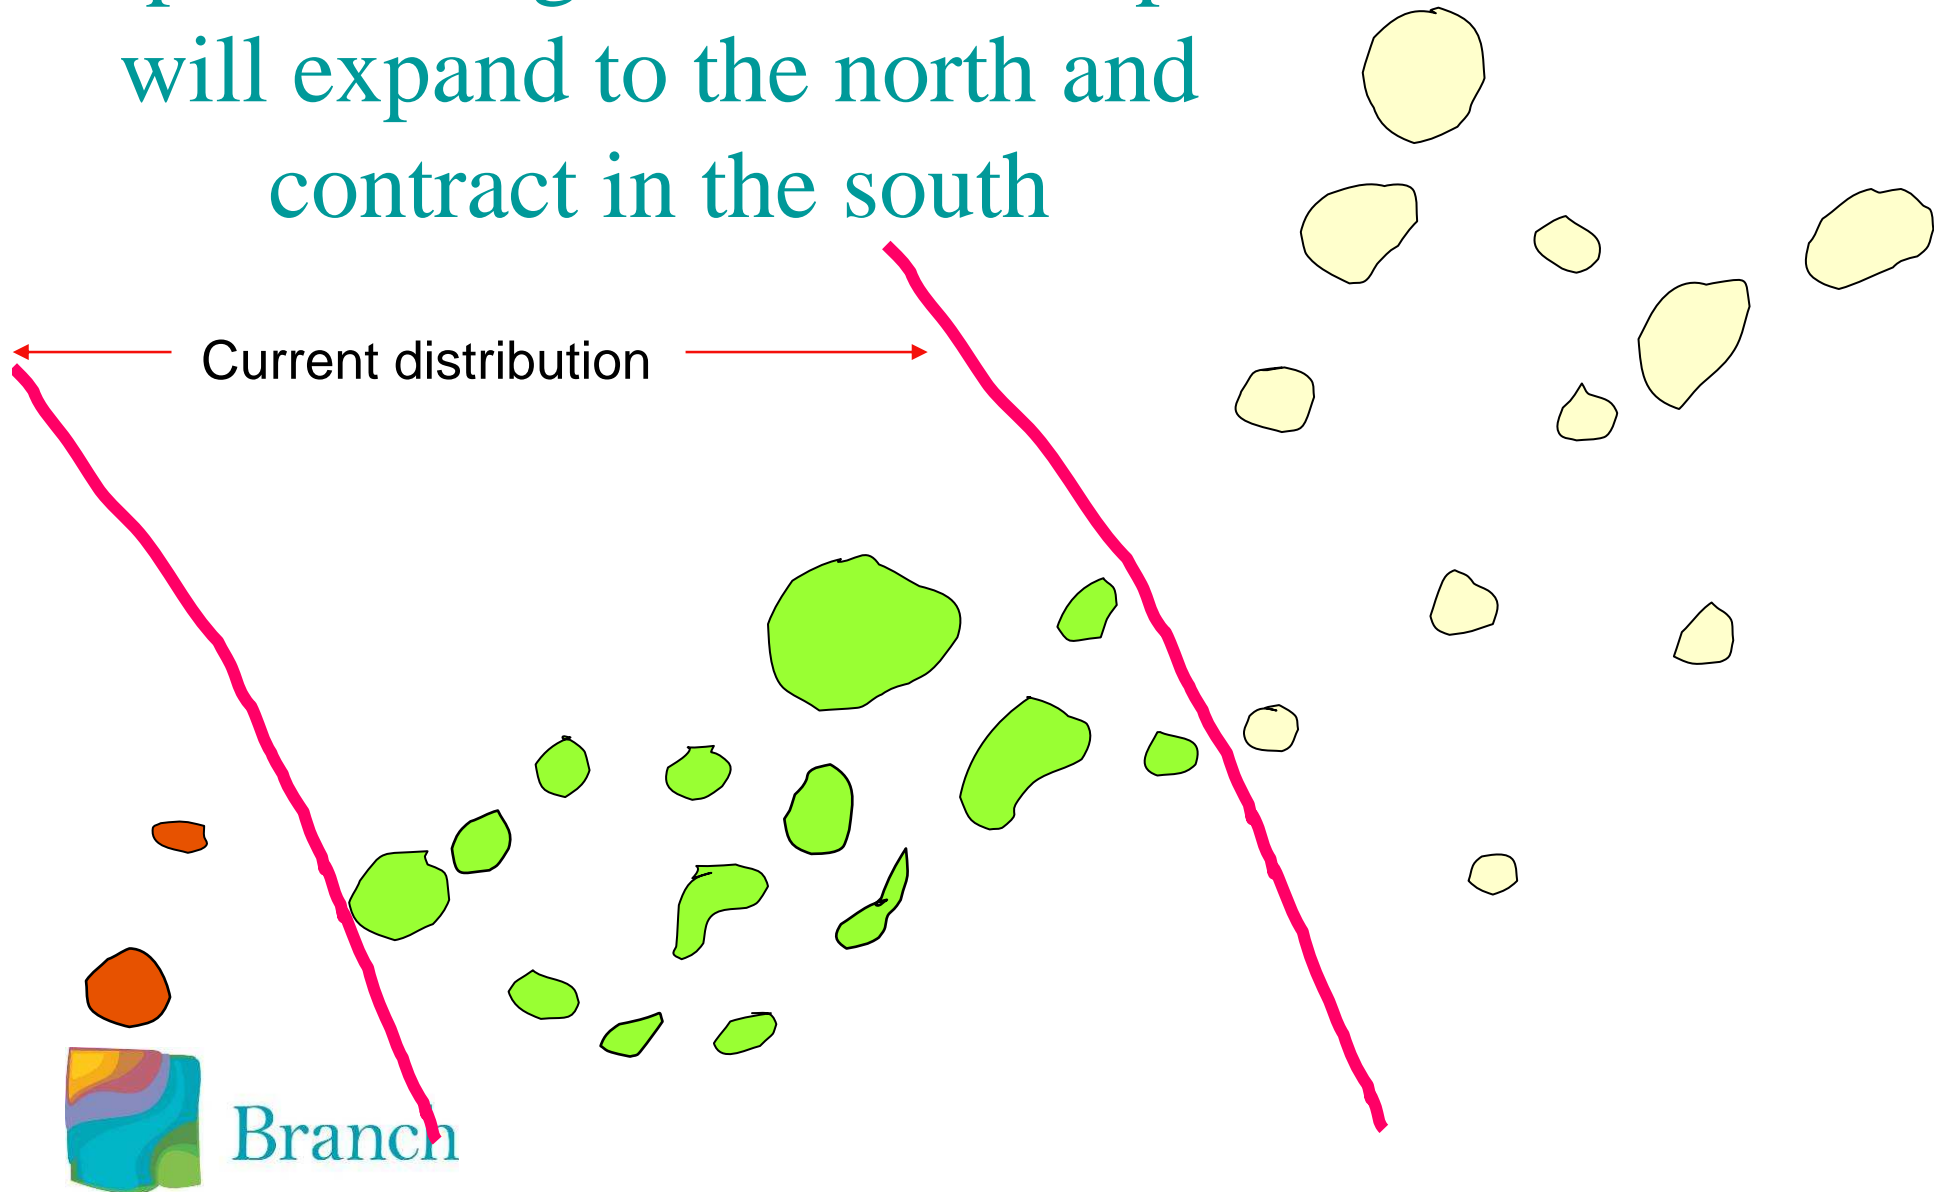 will expand to the north and
contract in the south
Current distribution
Branch